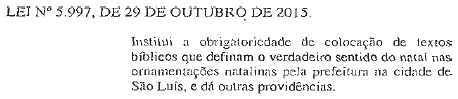 LEI Nº 5.997, DE 29 DE OUTUBRO DE 2015.
Institui a obrigatoriedade de colocação de textos
bíblicos que definam o verdadeiro sentido do natal nas
ornamentações natalinas pela prefeitura na cidade de
São Luís, e dá outras providências.